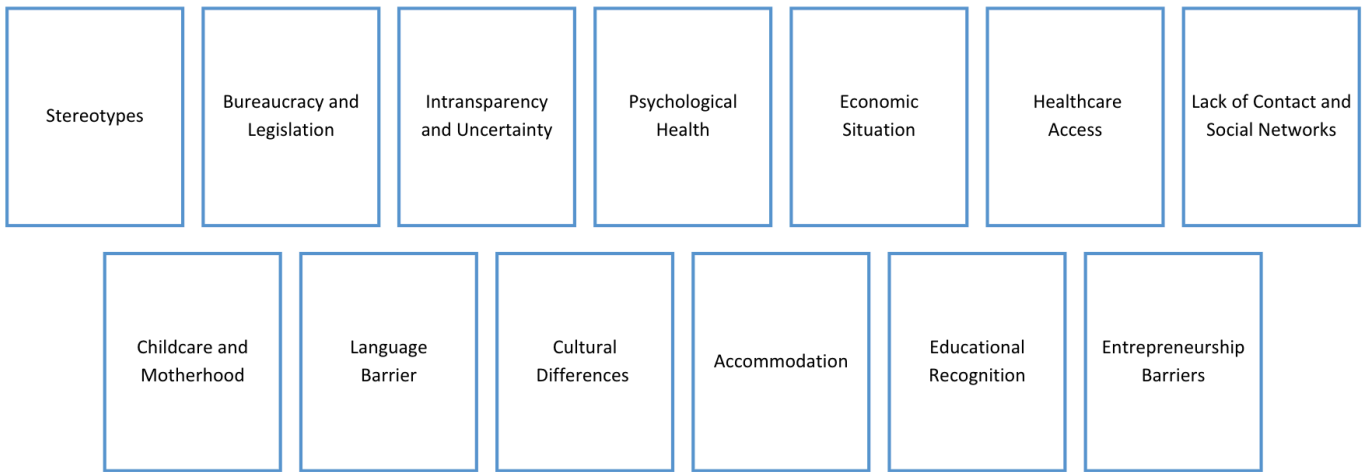 Stereotypes
Bureaucracy and
Legislation
Intransparency
and Uncertainty
Psychological
Health
Economic
Situation
Healthcare
Access
Lack of Contact and
Social Networks
Childcare and
Motherhood
Language
Barrier
Cultural
Differences
Accommodation
Educational
Recognition
Entrepreneurship
Barriers